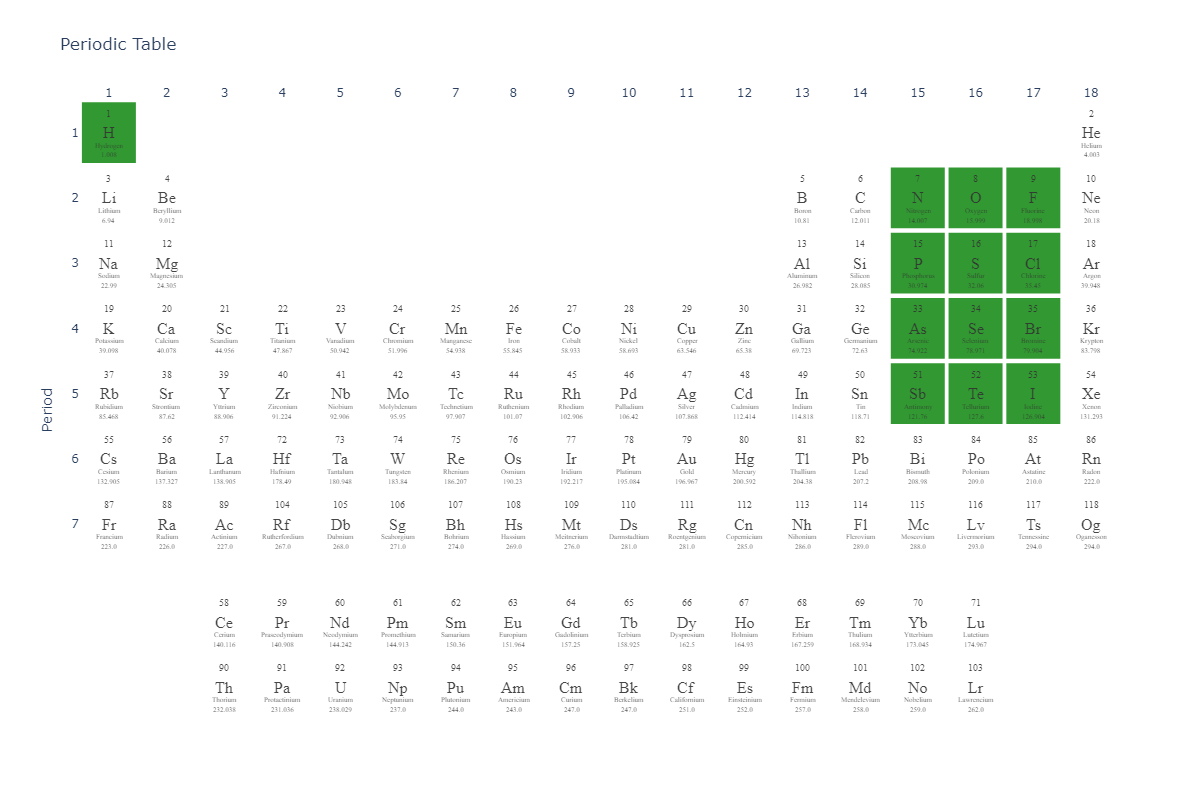 Periodic Table
1 2 3 4 5 6 7 8 9 10 11 12 13 14 15 16 17 18
1 2
1 H He
Hydrogen Helium
1.008 4.003
3 4 5 6 7 8 9 10
2 Li Be B C N O F Ne
Lithium Beryllium Boron Carbon Nitrogen Oxygen Fluorine Neon
6.94 9.012 10.81 12.011 14.007 15.999 18.998 20.18
11 12 13 14 15 16 17 18
3 Na Mg Al Si P S Cl Ar
Sodium Magnesium Aluminum Silicon Phosphorus Sulfur Chlorine Argon
22.99 24.305 26.982 28.085 30.974 32.06 35.45 39.948
19 20 21 22 23 24 25 26 27 28 29 30 31 32 33 34 35 36
4 K Ca Sc Ti V Cr Mn Fe Co Ni Cu Zn Ga Ge As Se Br Kr
Potassium Calcium Scandium Titanium Vanadium Chromium Manganese Iron Cobalt Nickel Copper Zinc Gallium Germanium Arsenic Selenium Bromine Krypton
39.098 40.078 44.956 47.867 50.942 51.996 54.938 55.845 58.933 58.693 63.546 65.38 69.723 72.63 74.922 78.971 79.904 83.798
37 38 39 40 41 42 43 44 45 46 47 48 49 50 51 52 53 54
Period
5 Rb Sr Y Zr Nb Mo Tc Ru Rh Pd Ag Cd In Sn Sb Te I Xe
Rubidium Strontium Yttrium Zirconium Niobium Molybdenum Technetium Ruthenium Rhodium Palladium Silver Cadmium Indium Tin Antimony Tellurium Iodine Xenon
85.468 87.62 88.906 91.224 92.906 95.95 97.907 101.07 102.906 106.42 107.868 112.414 114.818 118.71 121.76 127.6 126.904 131.293
55 56 57 72 73 74 75 76 77 78 79 80 81 82 83 84 85 86
6 Cs Ba La Hf Ta W Re Os Ir Pt Au Hg Tl Pb Bi Po At Rn
Cesium Barium Lanthanum Hafnium Tantalum Tungsten Rhenium Osmium Iridium Platinum Gold Mercury Thallium Lead Bismuth Polonium Astatine Radon
132.905 137.327 138.905 178.49 180.948 183.84 186.207 190.23 192.217 195.084 196.967 200.592 204.38 207.2 208.98 209.0 210.0 222.0
87 88 89 104 105 106 107 108 109 110 111 112 113 114 115 116 117 118
7 Fr Ra Ac Rf Db Sg Bh Hs Mt Ds Rg Cn Nh Fl Mc Lv Ts Og
Francium Radium Actinium Rutherfordium Dubnium Seaborgium Bohrium Hassium Meitnerium Darmstadtium Roentgenium Copernicium Nihonium Flerovium Moscovium Livermorium Tennessine Oganesson
223.0 226.0 227.0 267.0 268.0 271.0 274.0 269.0 276.0 281.0 281.0 285.0 286.0 289.0 288.0 293.0 294.0 294.0
58 59 60 61 62 63 64 65 66 67 68 69 70 71
Ce Pr Nd Pm Sm Eu Gd Tb Dy Ho Er Tm Yb Lu
Cerium Praseodymium Neodymium Promethium Samarium Europium Gadolinium Terbium Dysprosium Holmium Erbium Thulium Ytterbium Lutetium
140.116 140.908 144.242 144.913 150.36 151.964 157.25 158.925 162.5 164.93 167.259 168.934 173.045 174.967
90 91 92 93 94 95 96 97 98 99 100 101 102 103
Th Pa U Np Pu Am Cm Bk Cf Es Fm Md No Lr
Thorium Protactinium Uranium Neptunium Plutonium Americium Curium Berkelium Californium Einsteinium Fermium Mendelevium Nobelium Lawrencium
232.038 231.036 238.029 237.0 244.0 243.0 247.0 247.0 251.0 252.0 257.0 258.0 259.0 262.0